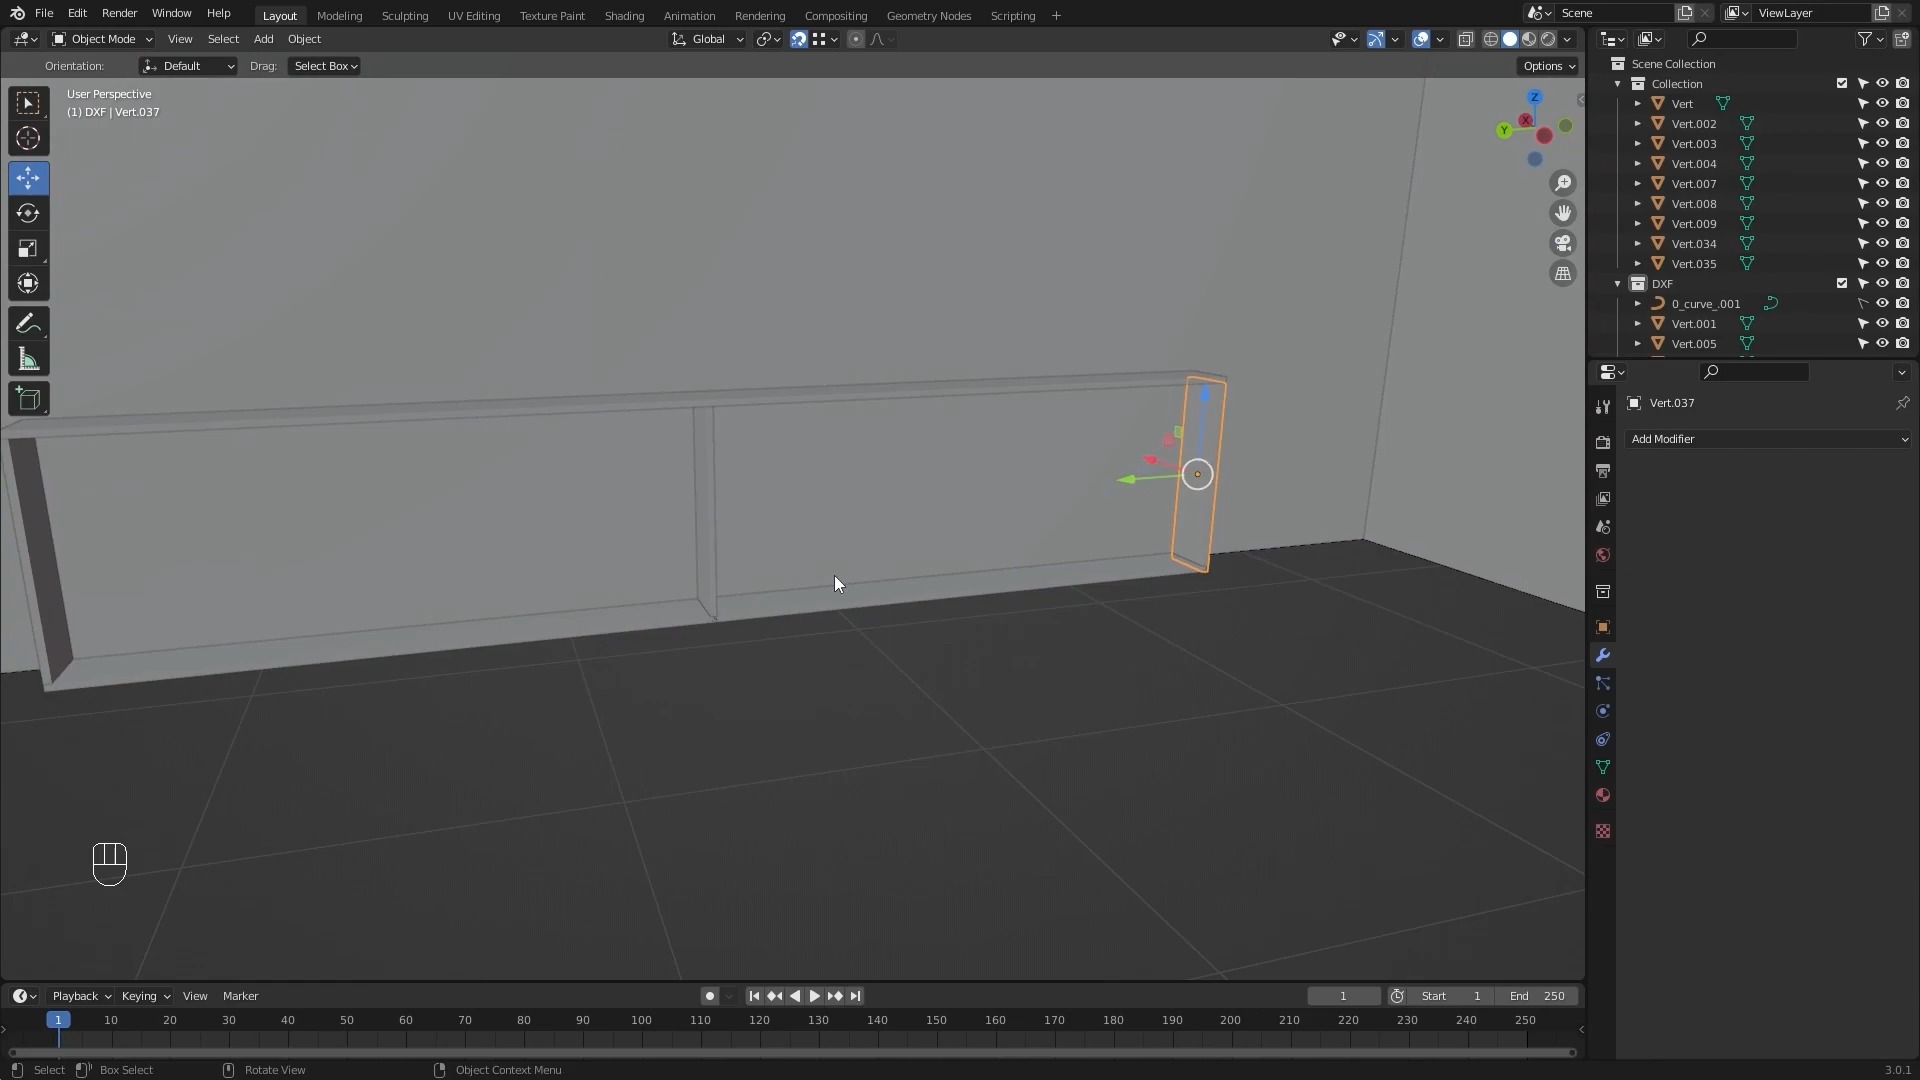 File Edit Render Window Help Layout Modeling Sculpting UV Editing Texture Paint Shading Animation Rendering Compositing Geometry Nodes Scripting + Scene ViewLayer
Object Mode View Select Add Object Global
Orientation: Default Drag: Select Box Options
User Perspective
(1) DXF | Vert.037
Z
Y
X
Scene Collection
Collection
Vert
Vert.002
Vert.003
Vert.004
Vert.007
Vert.008
Vert.009
Vert.034
Vert.035
DXF
0_curve_.001
Vert.001
Vert.005
Vert.037
Add Modifier
Playback Keying View Marker 1 Start 1 End 250
1 10 20 30 40 50 60 70 80 90 100 110 120 130 140 150 160 170 180 190 200 210 220 230 240 250
Select Box Select Rotate View Object Context Menu 3.0.1